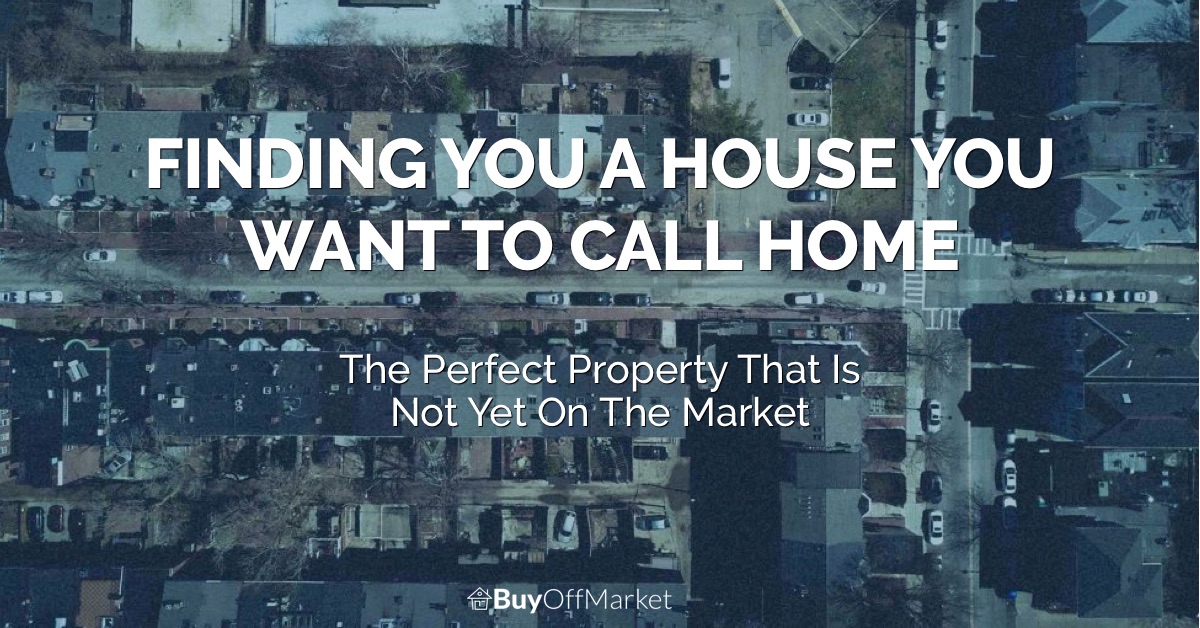 FINDING YOU A HOUSE YOU
WANT TO CALL HOME
The Perfect Property That Is
Not Yet On The Market
BuyOffMarket